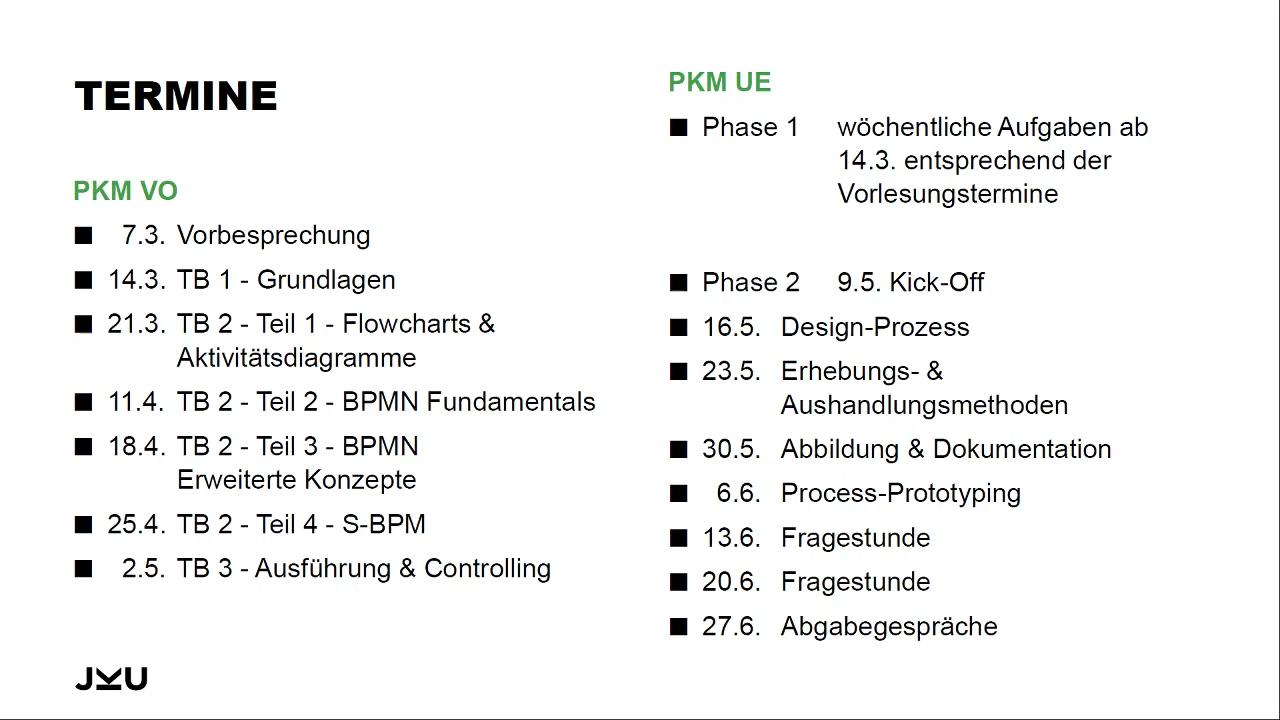 TERMINE
PKM VO
■ 7.3. Vorbesprechung
■ 14.3. TB 1 - Grundlagen
■ 21.3. TB 2 - Teil 1 - Flowcharts &
Aktivitätsdiagramme
■ 11.4. TB 2 - Teil 2 - BPMN Fundamentals
■ 18.4. TB 2 - Teil 3 - BPMN
Erweiterte Konzepte
■ 25.4. TB 2 - Teil 4 - S-BPM
■ 2.5. TB 3 - Ausführung & Controlling
JKU
PKM UE
■ Phase 1 wöchentliche Aufgaben ab
14.3. entsprechend der
Vorlesungstermine
■ Phase 2 9.5. Kick-Off
■ 16.5. Design-Prozess
■ 23.5. Erhebungs- &
Aushandlungsmethoden
■ 30.5. Abbildung & Dokumentation
■ 6.6. Process-Prototyping
■ 13.6. Fragestunde
■ 20.6. Fragestunde
■ 27.6. Abgabegespräche